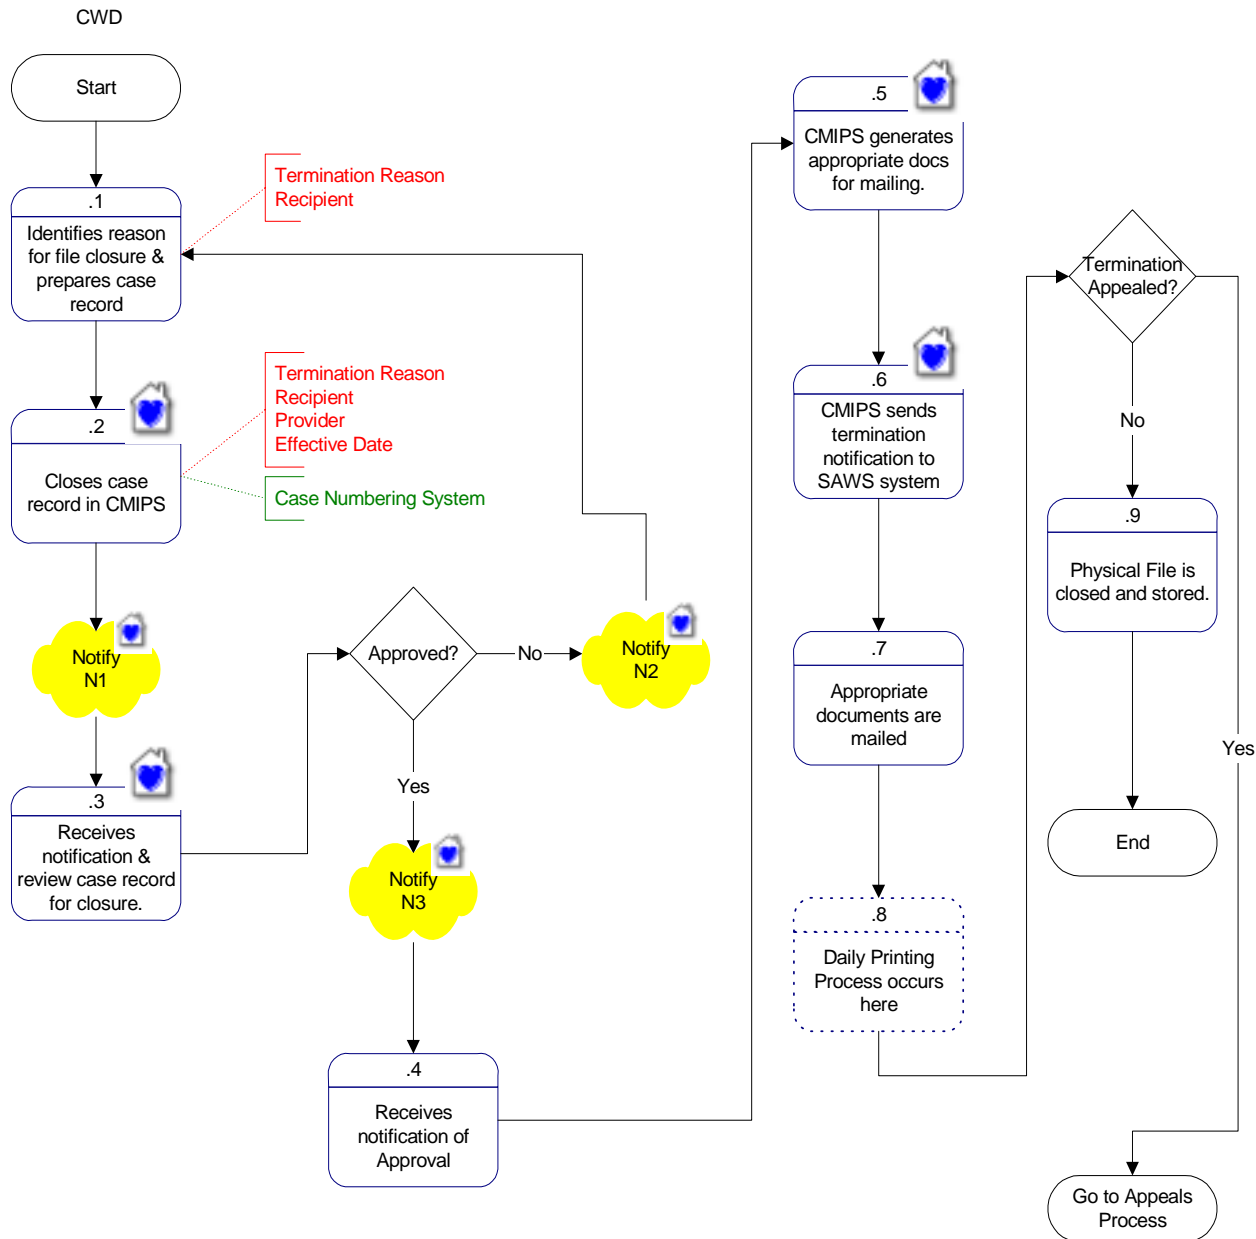 CWD
Start
.1
Identifies reason
for file closure &
prepares case
record
Termination Reason
Recipient
.2
Closes case
record in CMIPS
Termination Reason
Recipient
Provider
Effective Date
Case Numbering System
Notify
N1
.3
Receives
notification &
review case record
for closure.
Approved?
No
Notify
N2
Yes
Notify
N3
.4
Receives
notification of
Approval
.5
CMIPS generates
appropriate docs
for mailing.
.6
CMIPS sends
termination
notification to
SAWS system
.7
Appropriate
documents are
mailed
.8
Daily Printing
Process occurs
here
Termination
Appealed?
No
.9
Physical File is
closed and stored.
End
Yes
Go to Appeals
Process